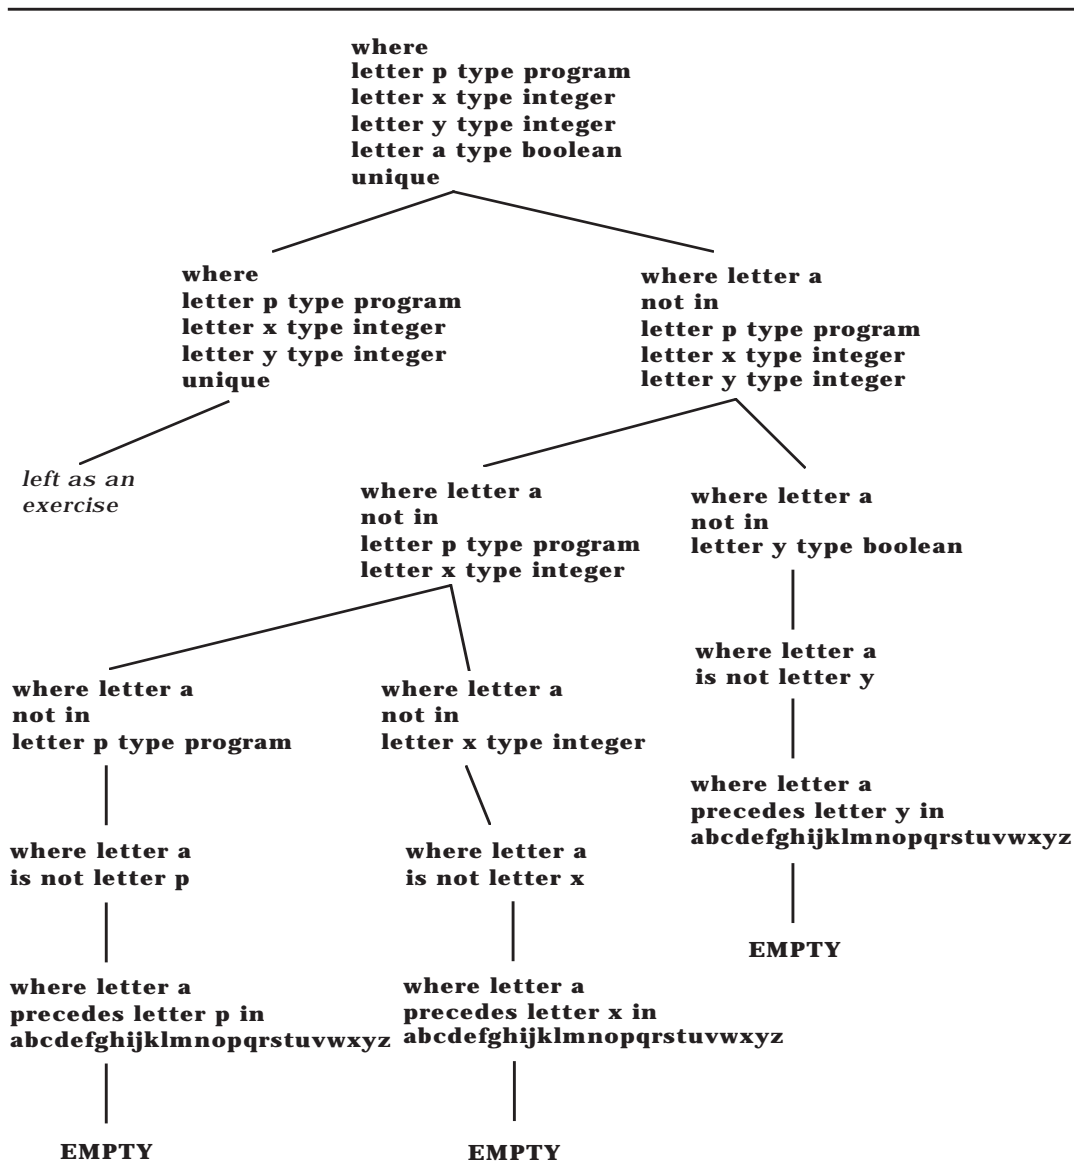 where
letter p type program
letter x type integer
letter y type integer
letter a type boolean
unique
where
letter p type program
letter x type integer
letter y type integer
unique
where letter a
not in
letter p type program
letter x type integer
letter y type integer
left as an
exercise
where letter a
not in
letter p type program
letter x type integer
where letter a
not in
letter y type boolean
where letter a
is not letter y
where letter a
precedes letter y in
abcdefghijklmnopqrstuvwxyz
EMPTY
where letter a
not in
letter p type program
where letter a
is not letter p
where letter a
precedes letter p in
abcdefghijklmnopqrstuvwxyz
EMPTY
where letter a
not in
letter x type integer
where letter a
is not letter x
where letter a
precedes letter x in
abcdefghijklmnopqrstuvwxyz
EMPTY